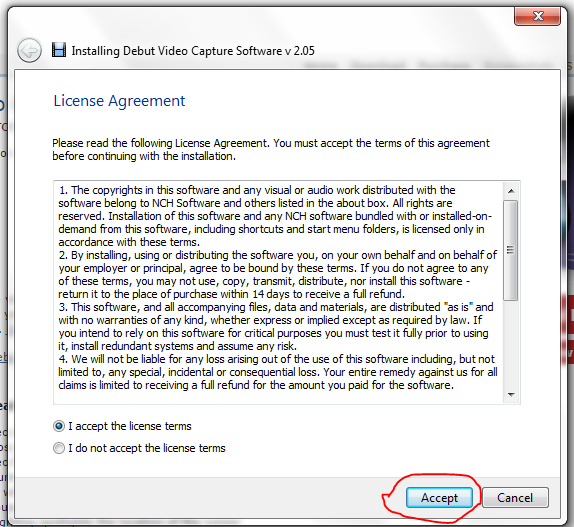 Installing Debut Video Capture Software v 2.05
License Agreement
Please read the following License Agreement. You must accept the terms of this agreement
before continuing with the installation.
1. The copyrights in this software and any visual or audio work distributed with the
software belong to NCH Software and others listed in the about box. All rights are
reserved. Installation of this software and any NCH software bundled with or installed-on-
demand from this software, including shortcuts and start menu folders, is licensed only in
accordance with these terms.
2. By installing, using or distributing the software you, on your own behalf and on behalf of
your employer or principal, agree to be bound by these terms. If you do not agree to any
of these terms, you may not use, copy, transmit, distribute, nor install this software -
return it to the place of purchase within 14 days to receive a full refund.
3. This software, and all accompanying files, data and materials, are distributed "as is" and
with no warranties of any kind, whether express or implied except as required by law. If
you intend to rely on this software for critical purposes you must test it fully prior to using
it, install redundant systems and assume any risk.
4. We will not be liable for any loss arising out of the use of this software including, but not
limited to, any special, incidental or consequential loss. Your entire remedy against us for all
claims is limited to receiving a full refund for the amount you paid for the software.
I accept the license terms
I do not accept the license terms
Accept Cancel